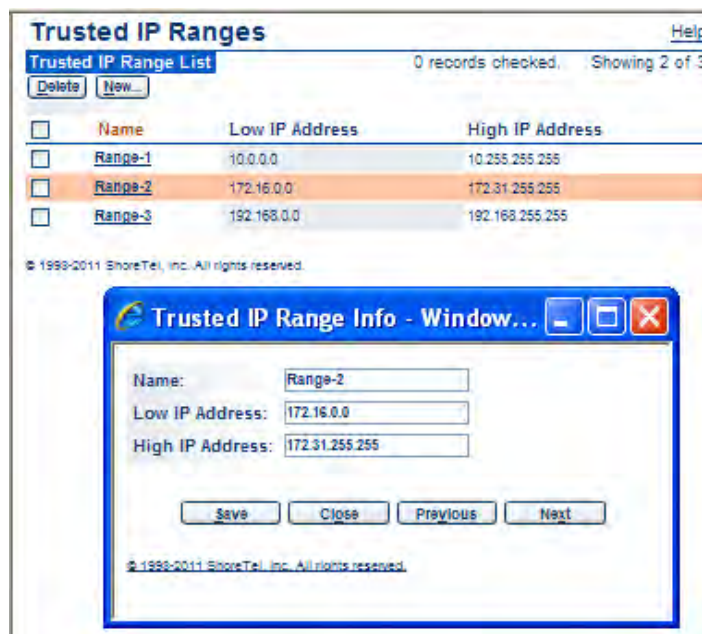 Trusted IP Ranges
Help
Trusted IP Range List
0 records checked. Showing 2 of 3
Delete New...
Name Low IP Address High IP Address
Range-1 10.0.0.0 10.255.255.255
Range-2 172.16.0.0 172.31.255.255
Range-3 192.168.0.0 192.168.255.255
© 1998-2011 ShoreTel, Inc. All rights reserved.
Trusted IP Range Info - Window...
Name: Range-2
Low IP Address: 172.16.0.0
High IP Address: 172.31.255.255
Save Close Previous Next
© 1998-2011 ShoreTel, Inc. All rights reserved.